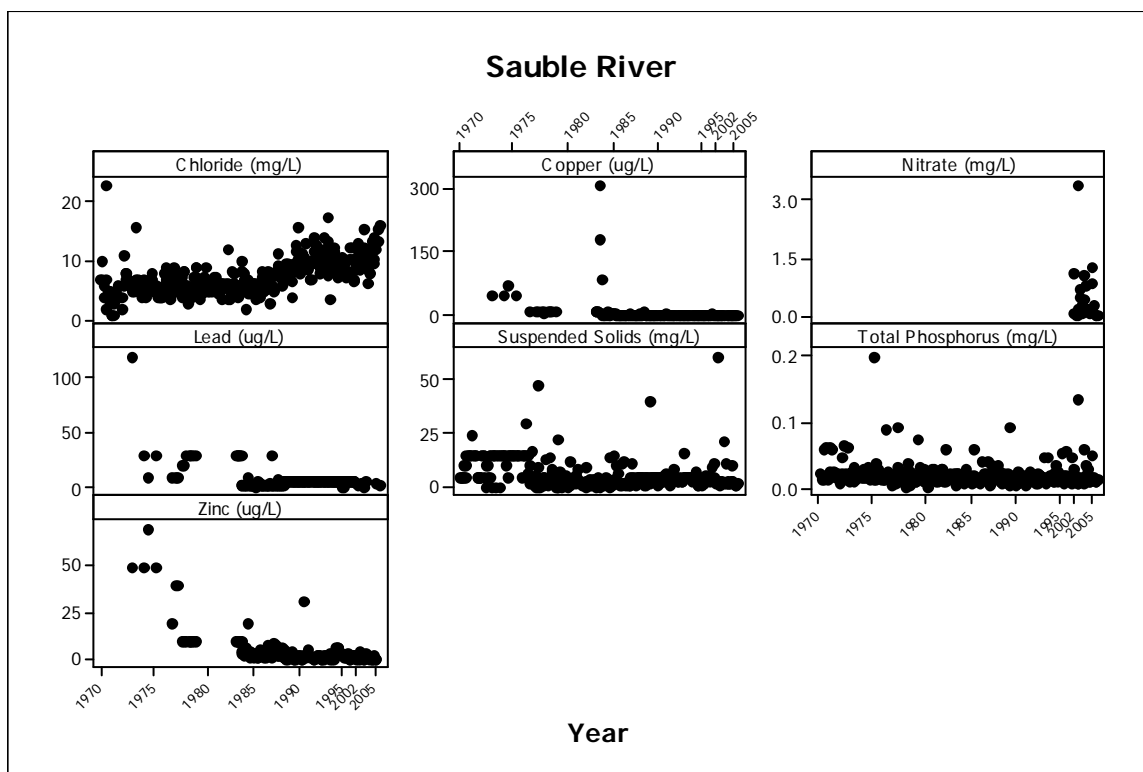 Sauble River
1970 1975 1980 1985 1990 1995 2002 2005
Chloride (mg/L) Copper (ug/L) Nitrate (mg/L)
20
10
0
300
150
0
3.0
1.5
0.0
Lead (ug/L) Suspended Solids (mg/L) Total Phosphorus (mg/L)
100
50
0
50
25
0
0.2
0.1
0.0
1970 1975 1980 1985 1990 1995 2002 2005
Zinc (ug/L)
50
25
0
1970 1975 1980 1985 1990 1995 2002 2005
Year